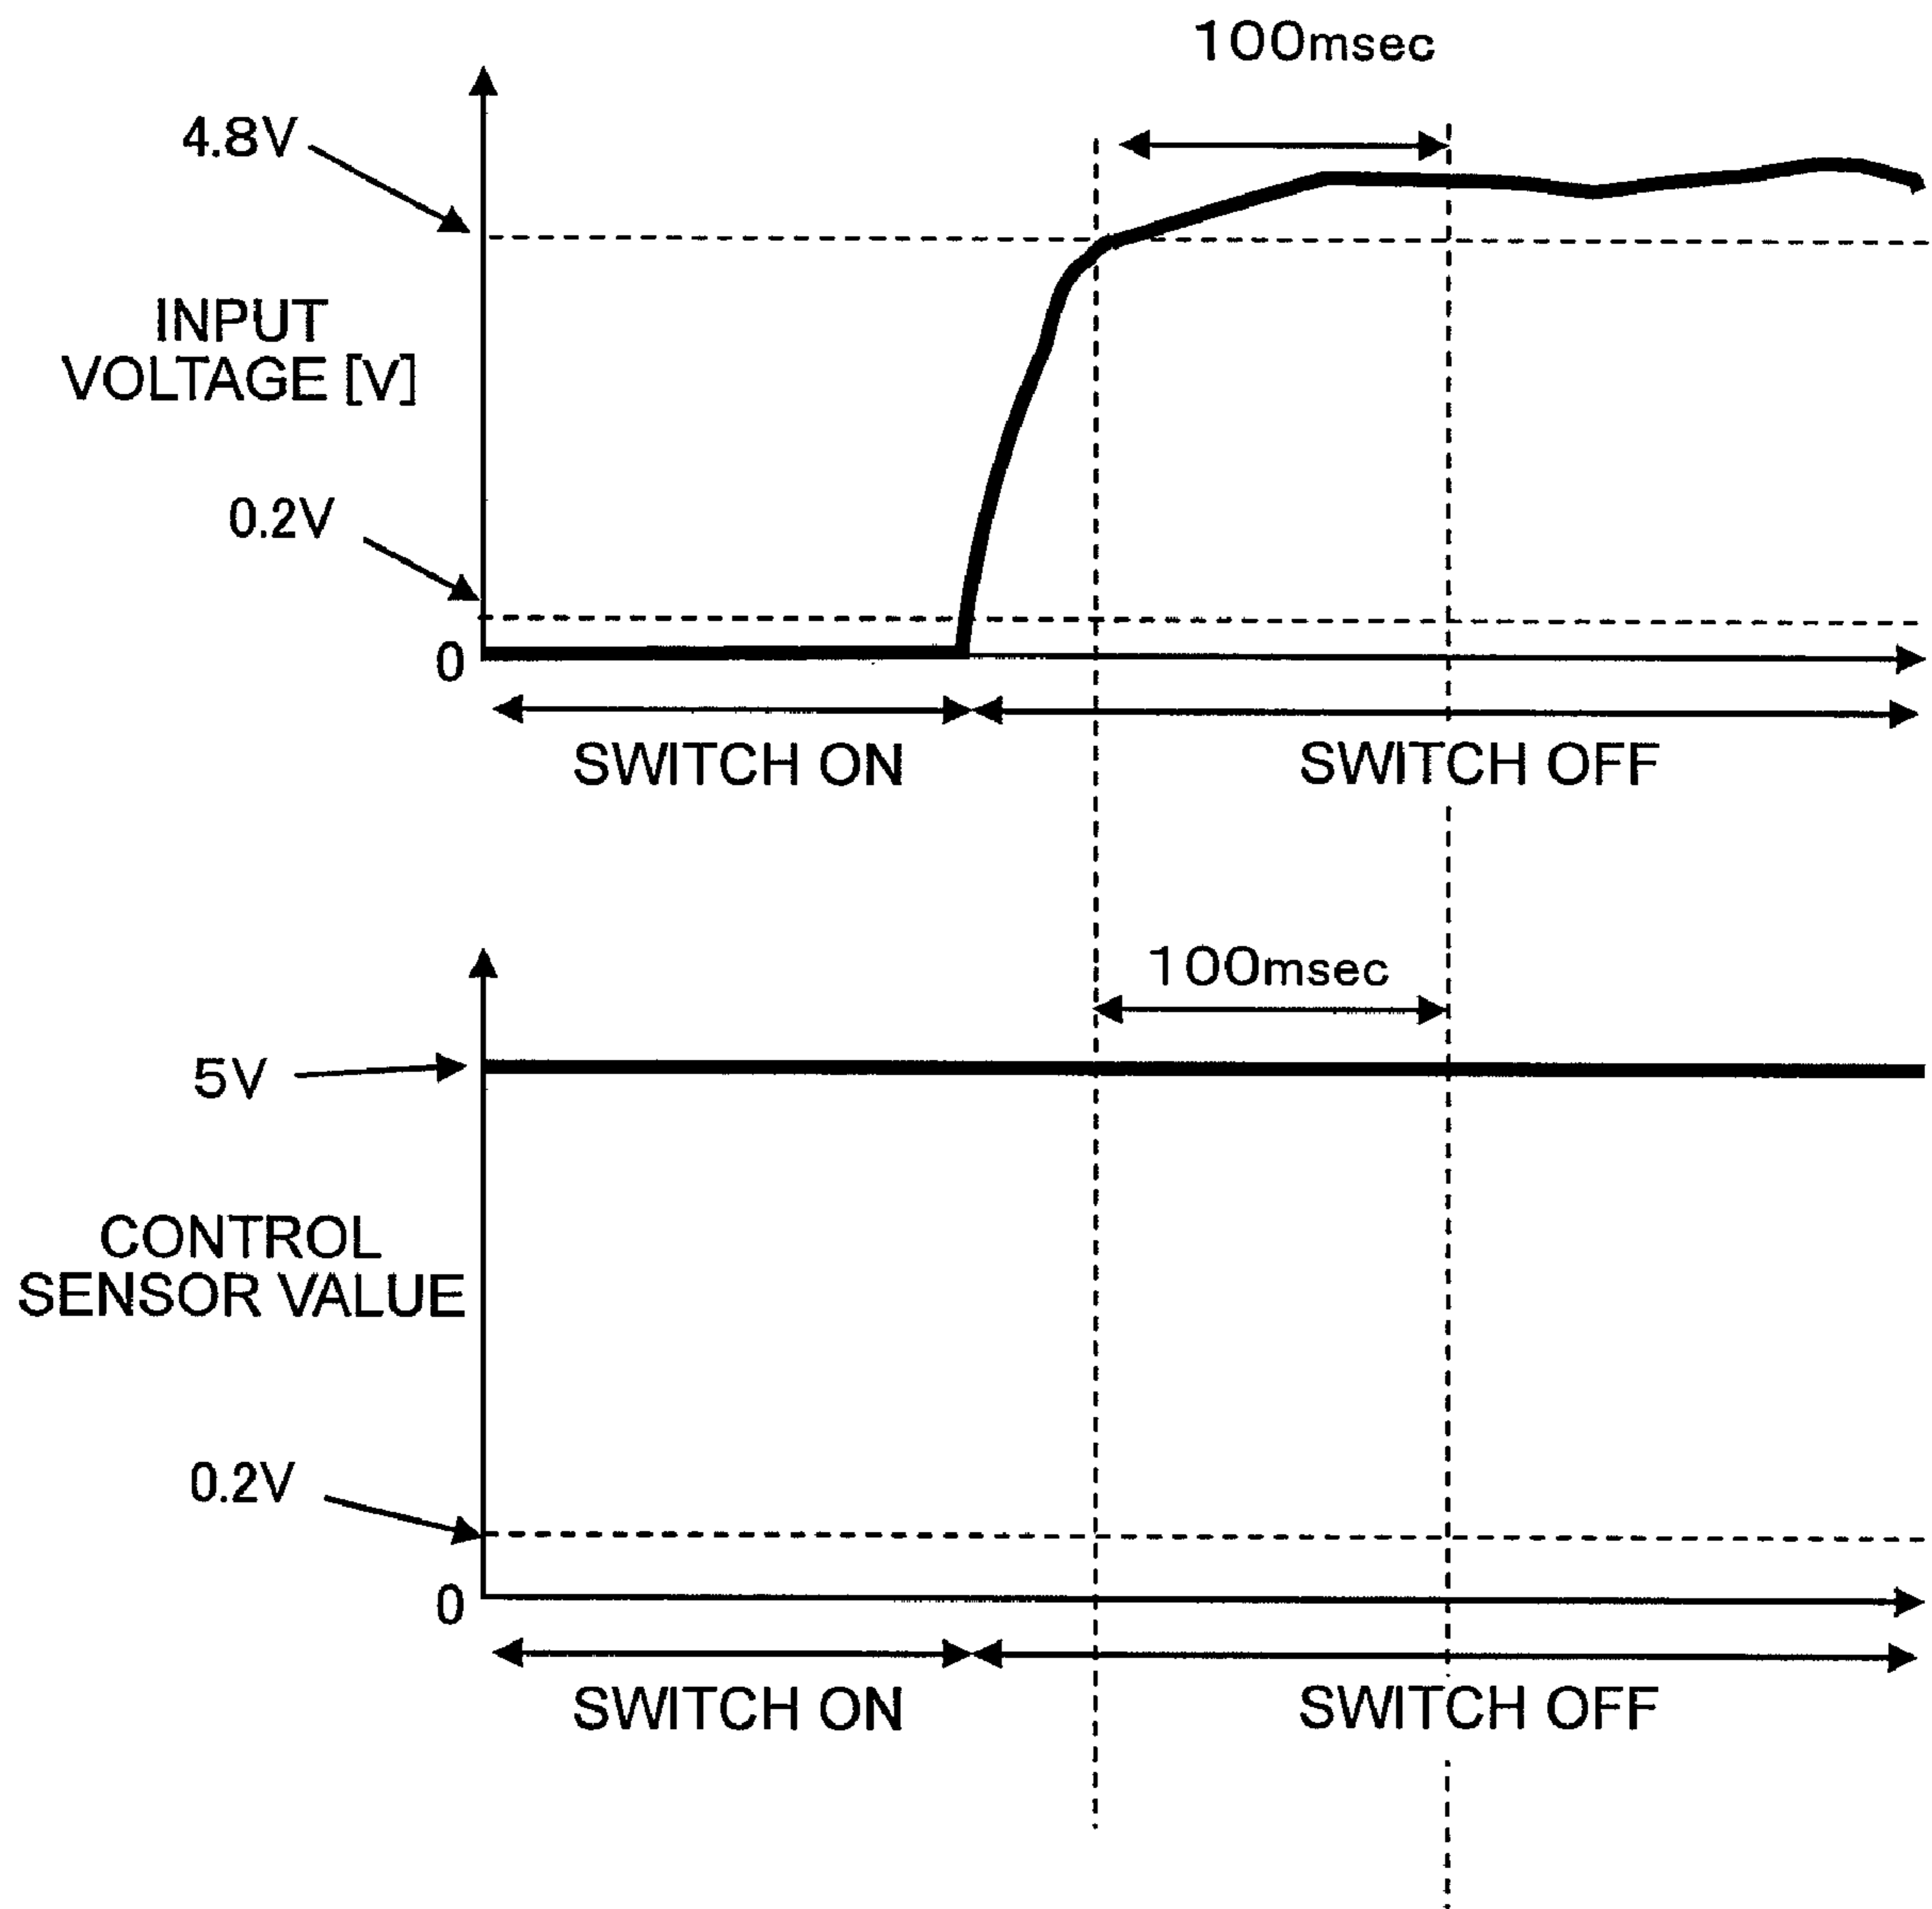 100msec
4.8V
INPUT
VOLTAGE [V]
0.2V
0
SWITCH ON
SWITCH OFF
100msec
5V
CONTROL
SENSOR VALUE
0.2V
0
SWITCH ON
SWITCH OFF